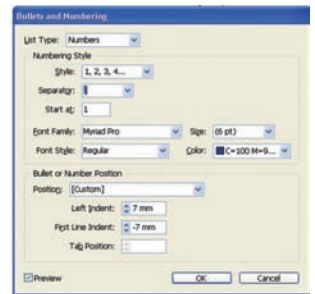 Bullets and Numbering
List Type: Numbers
Numbering Style
Style: 1, 2, 3, 4...
Separator:
Start at: 1
Font Family: Myriad Pro Size: (6 pt)
Font Style: Regular Color: C=100 M=9...
Bullet or Number Position
Position: [Custom]
Left Indent: 7 mm
First Line Indent: -7 mm
Tab Position:
Preview OK Cancel